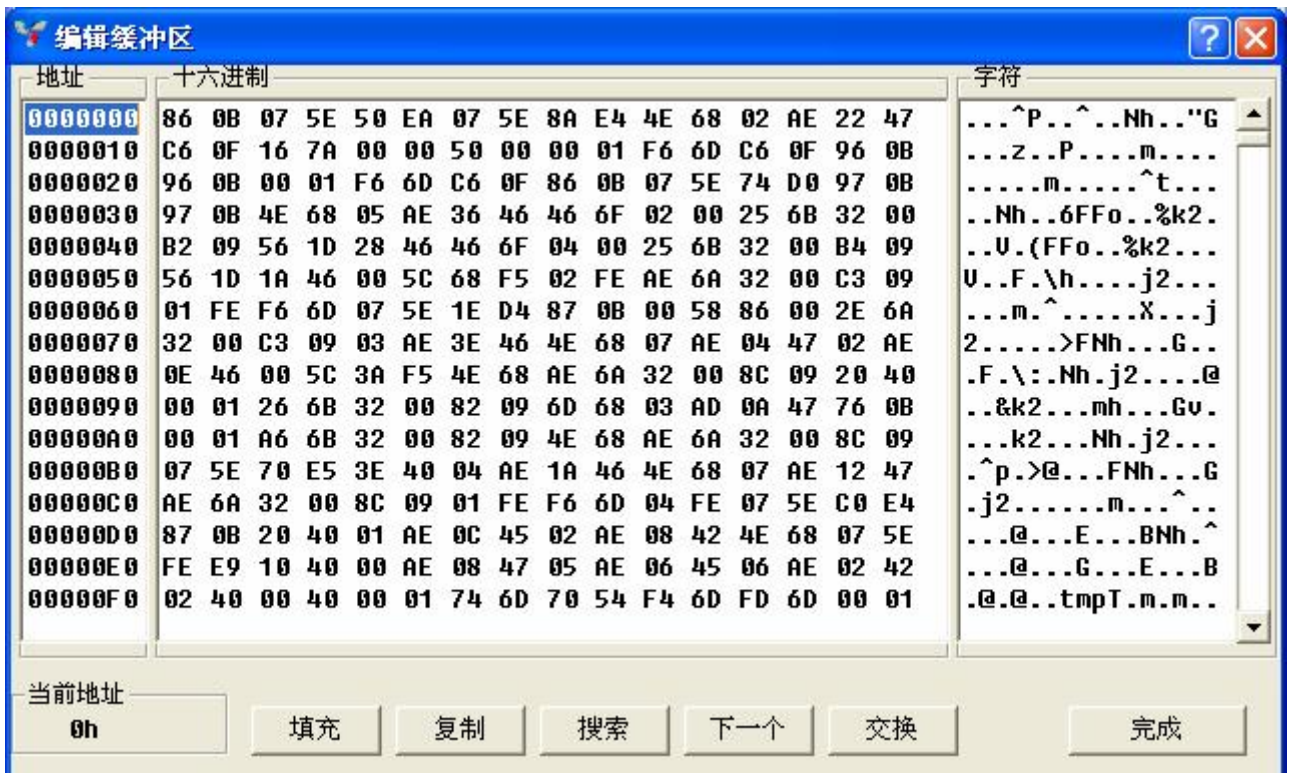 编辑缓冲区
地址 十六进制 字符
0000000 86 0B 07 5E 50 EA 07 5E 8A E4 4E 68 02 AE 22 47 ...^P..^..Nh.."G
0000010 C6 0F 16 7A 00 00 50 00 00 01 F6 6D C6 0F 96 0B ...z..P....m....
0000020 96 0B 00 01 F6 6D C6 0F 86 0B 07 5E 74 D0 97 0B .....m.....^t...
0000030 97 0B 4E 68 05 AE 36 46 46 6F 02 00 25 6B 32 00 ..Nh..6FFo..%k2.
0000040 B2 09 56 1D 28 46 46 6F 04 00 25 6B 32 00 B4 09 ..V.(FFo..%k2...
0000050 56 1D 1A 46 00 5C 68 F5 02 FE AE 6A 32 00 C3 09 V..F.\h....j2...
0000060 01 FE F6 6D 07 5E 1E D4 87 0B 00 58 86 00 2E 6A ...m.^.....X...j
0000070 32 00 C3 09 03 AE 3E 46 4E 68 07 AE 04 47 02 AE 2.....>FNh...G..
0000080 0E 46 00 5C 3A F5 4E 68 AE 6A 32 00 8C 09 20 40 .F.\:.Nh.j2....@
0000090 00 01 26 6B 32 00 82 09 6D 68 03 AD 0A 47 76 0B ..&k2...mh...Gv.
00000A0 00 01 A6 6B 32 00 82 09 4E 68 AE 6A 32 00 8C 09 ...k2...Nh.j2...
00000B0 07 5E 70 E5 3E 40 04 AE 1A 46 4E 68 07 AE 12 47 .^p.>@...FNh...G
00000C0 AE 6A 32 00 8C 09 01 FE F6 6D 04 FE 07 5E C0 E4 .j2......m...^..
00000D0 87 0B 20 40 01 AE 0C 45 02 AE 08 42 4E 68 07 5E ...@...E...BNh.^
00000E0 FE E9 10 40 00 AE 08 47 05 AE 06 45 06 AE 02 42 ...@...G...E...B
00000F0 02 40 00 40 00 01 74 6D 70 54 F4 6D FD 6D 00 01 .@.@..tmpT.m.m..
当前地址
0h 填充 复制 搜索 下一个 交换 完成